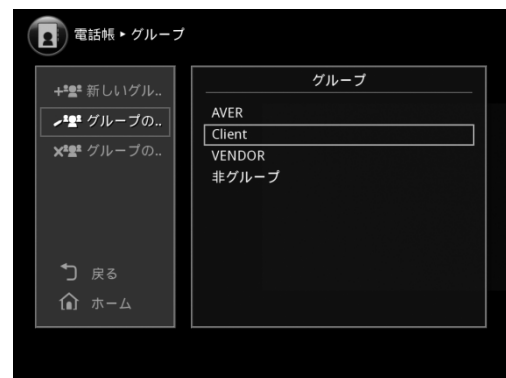 電話帳 ▸ グループ
新しいグル..
グループの..
グループの..
戻る
ホーム
グループ
AVER
Client
VENDOR
非グループ